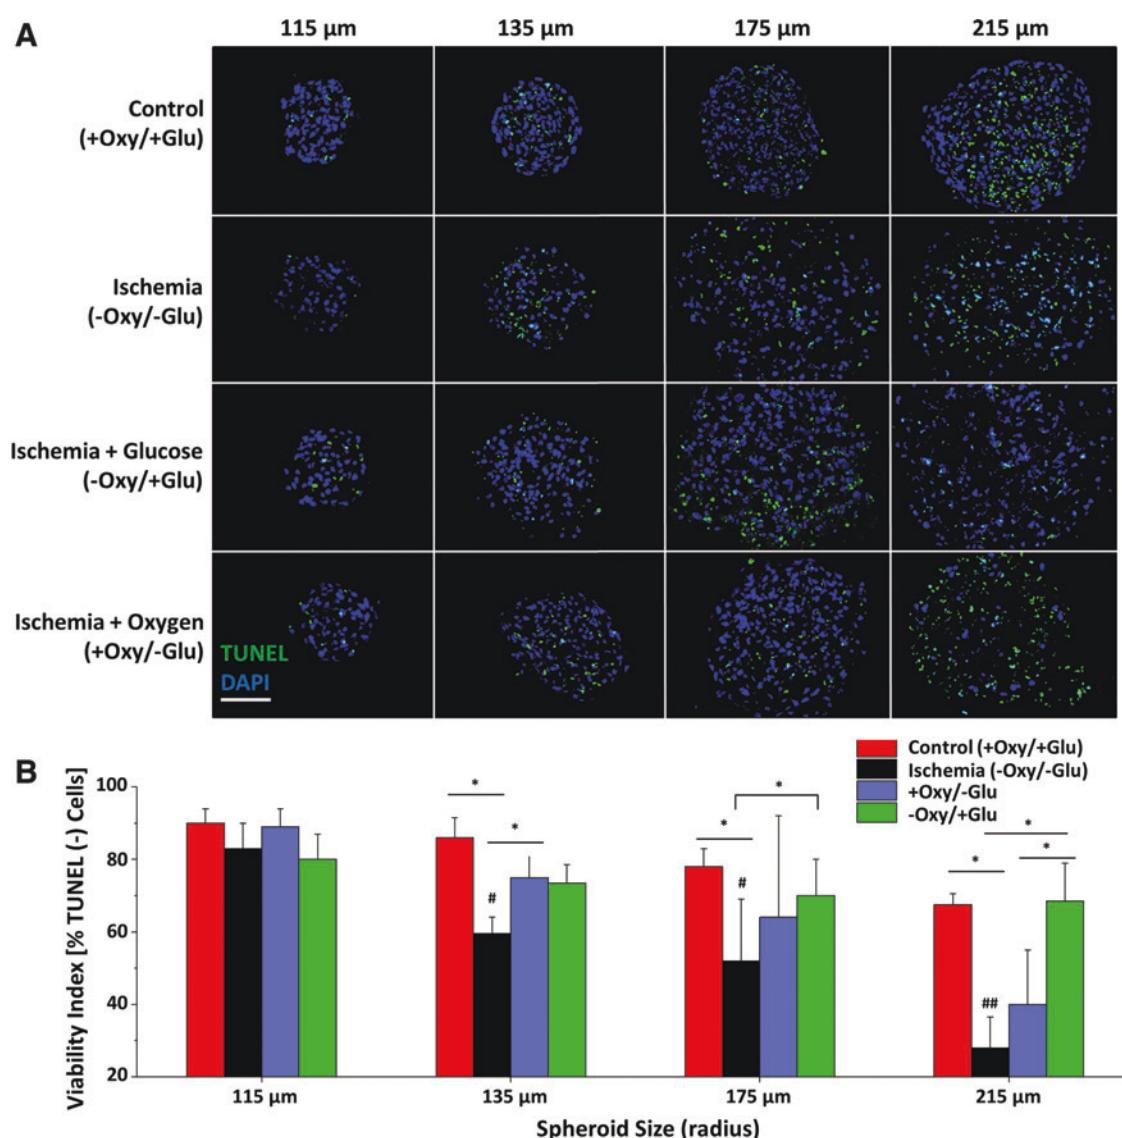 A
115 µm 135 µm 175 µm 215 µm
Control
(+Oxy/+Glu)
Ischemia
(-Oxy/-Glu)
Ischemia + Glucose
(-Oxy/+Glu)
Ischemia + Oxygen
(+Oxy/-Glu)
TUNEL
DAPI
B
Control (+Oxy/+Glu)
Ischemia (-Oxy/-Glu)
+Oxy/-Glu
-Oxy/+Glu
Viability Index [% TUNEL (-) Cells]
100
80
60
40
20
* * * * * * *
# # ##
115 µm 135 µm 175 µm 215 µm
Spheroid Size (radius)